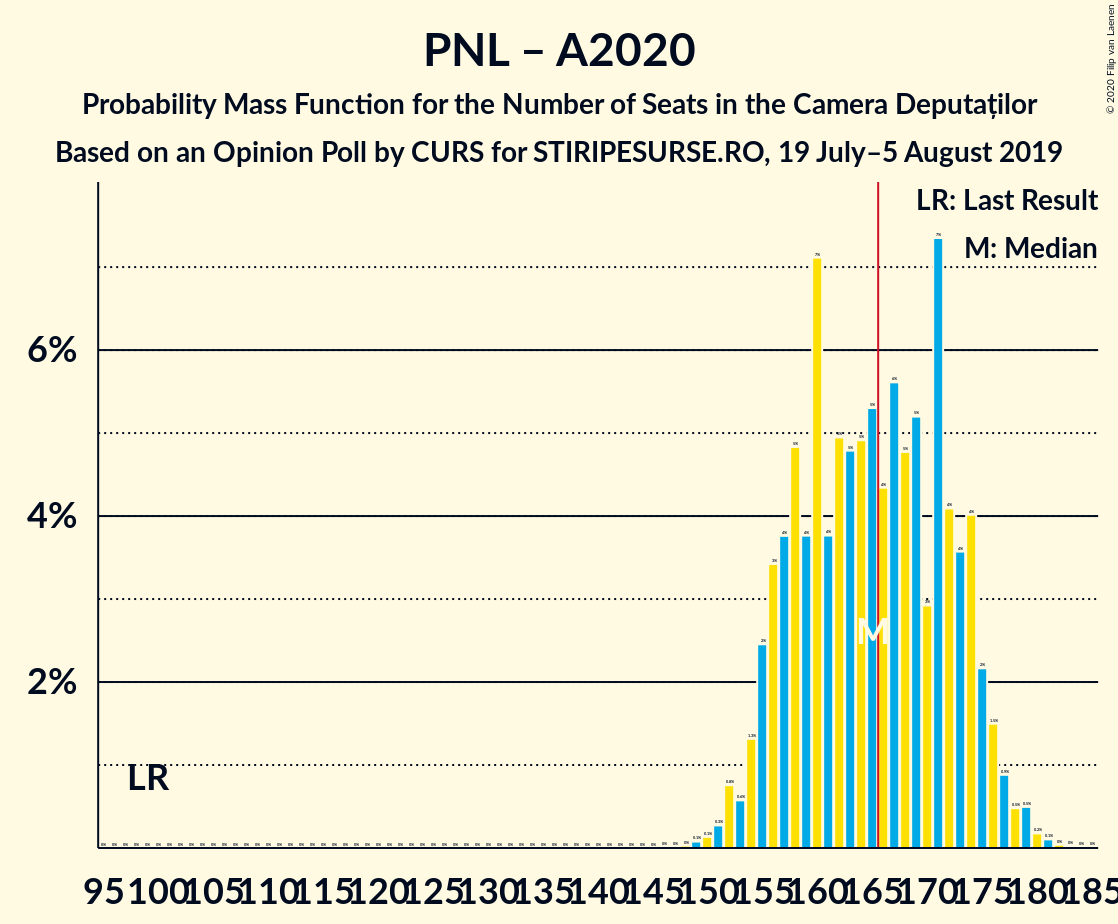 PNL – A2020
Probability Mass Function for the Number of Seats in the Camera Deputaților
Based on an Opinion Poll by CURS for STIRIPESURSE.RO, 19 July–5 August 2019
© 2020 Filip van Laenen
LR: Last Result
M: Median
6%
4%
2%
LR
M
95 100 105 110 115 120 125 130 135 140 145 150 155 160 165 170 175 180 185